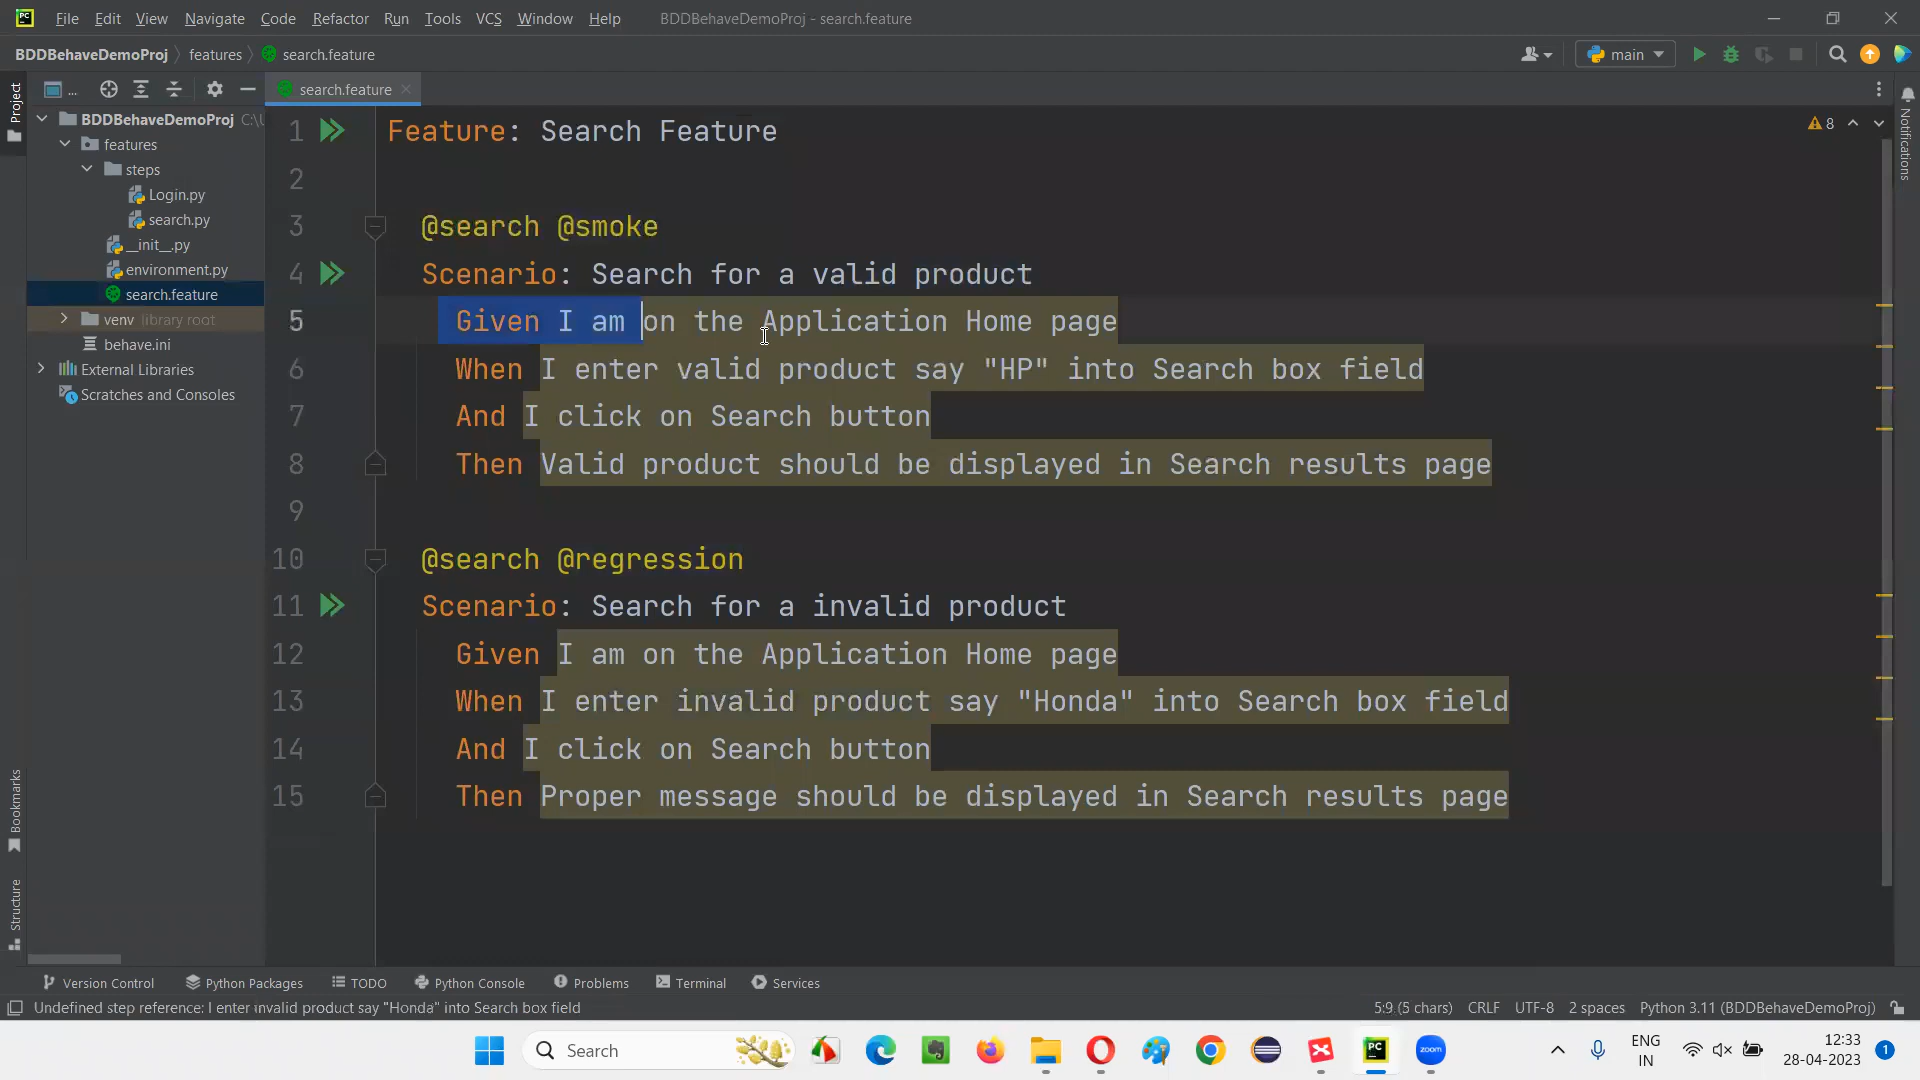 File Edit View Navigate Code Refactor Run Tools VCS Window Help BDDBehaveDemoProj - search.feature
BDDBehaveDemoProj features search.feature main
Project
... search.feature
Notifications
BDDBehaveDemoProj C:\
features
steps
Login.py
search.py
__init__.py
environment.py
search.feature
venv library root
behave.ini
External Libraries
Scratches and Consoles
8
1 Feature: Search Feature
2
3 @search @smoke
4 Scenario: Search for a valid product
5 Given I am on the Application Home page
6 When I enter valid product say "HP" into Search box field
7 And I click on Search button
8 Then Valid product should be displayed in Search results page
9
10 @search @regression
11 Scenario: Search for a invalid product
12 Given I am on the Application Home page
13 When I enter invalid product say "Honda" into Search box field
14 And I click on Search button
15 Then Proper message should be displayed in Search results page
Bookmarks
Structure
Version Control Python Packages TODO Python Console Problems Terminal Services
Undefined step reference: I enter invalid product say "Honda" into Search box field 5:9 (5 chars) CRLF UTF-8 2 spaces Python 3.11 (BDDBehaveDemoProj)
Search PC zoom ENG
IN
12:33
28-04-2023
1